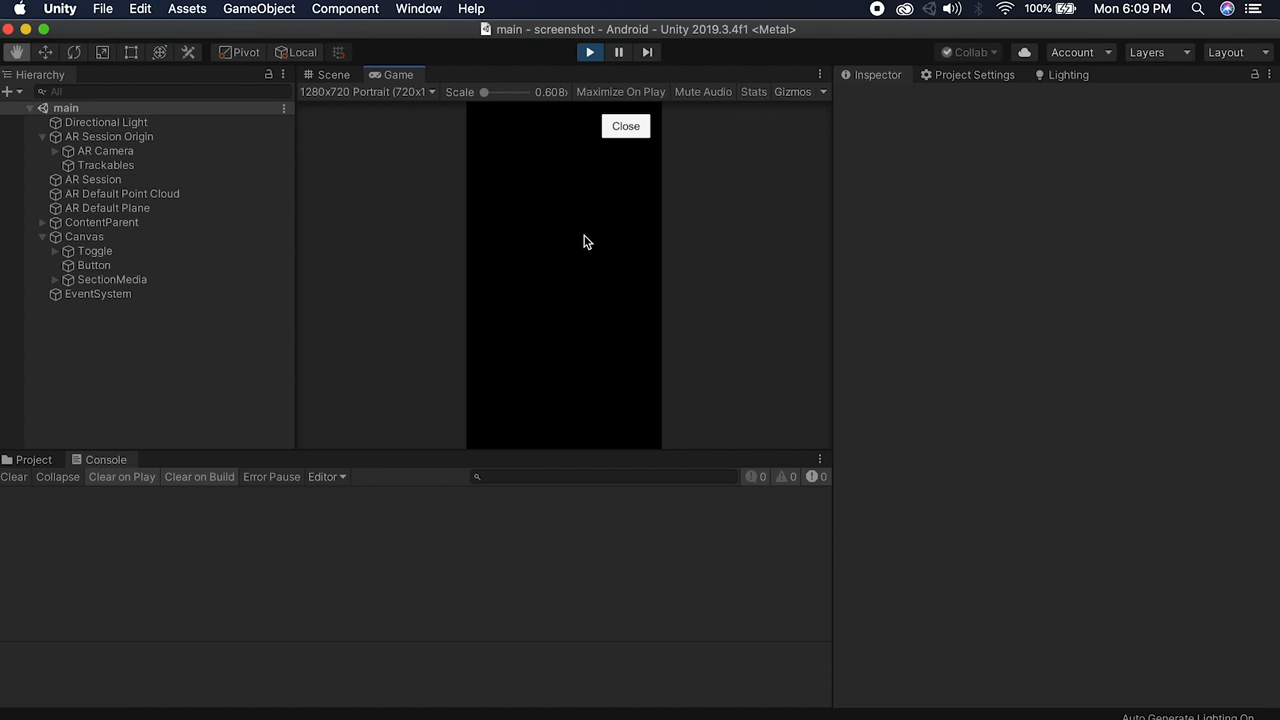 Unity File Edit Assets GameObject Component Window Help 100% Mon 6:09 PM
main - screenshot - Android - Unity 2019.3.4f1 <Metal>
Pivot Local Collab Account Layers Layout
Hierarchy Scene Game Inspector Project Settings Lighting
All 1280x720 Portrait (720x1 Scale 0.608x Maximize On Play Mute Audio Stats Gizmos
main
Directional Light
AR Session Origin
AR Camera
Trackables
AR Session
AR Default Point Cloud
AR Default Plane
ContentParent
Canvas
Toggle
Button
SectionMedia
EventSystem
Close
Project Console
Clear Collapse Clear on Play Clear on Build Error Pause Editor 0 0 0
Auto Generate Lighting On